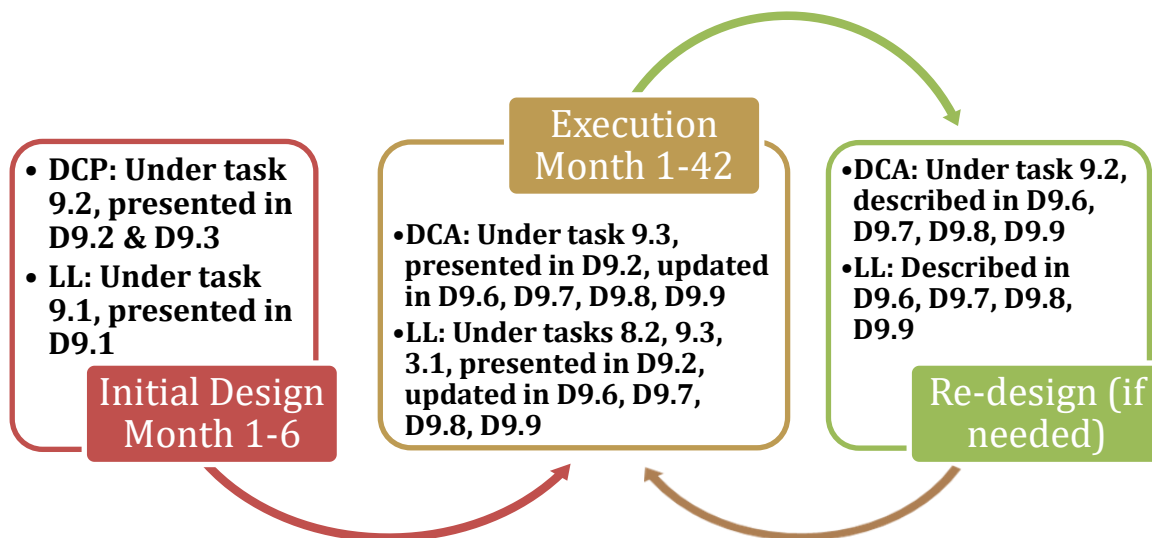 • DCP: Under task
9.2, presented in
D9.2 & D9.3
• LL: Under task
9.1, presented in
D9.1
Initial Design
Month 1-6
Execution
Month 1-42
•DCA: Under task 9.3,
presented in D9.2, updated
in D9.6, D9.7, D9.8, D9.9
•LL: Under tasks 8.2, 9.3,
3.1, presented in D9.2,
updated in D9.6, D9.7,
D9.8, D9.9
•DCA: Under task 9.2,
described in D9.6,
D9.7, D9.8, D9.9
•LL: Described in
D9.6, D9.7, D9.8,
D9.9
Re-design (if
needed)